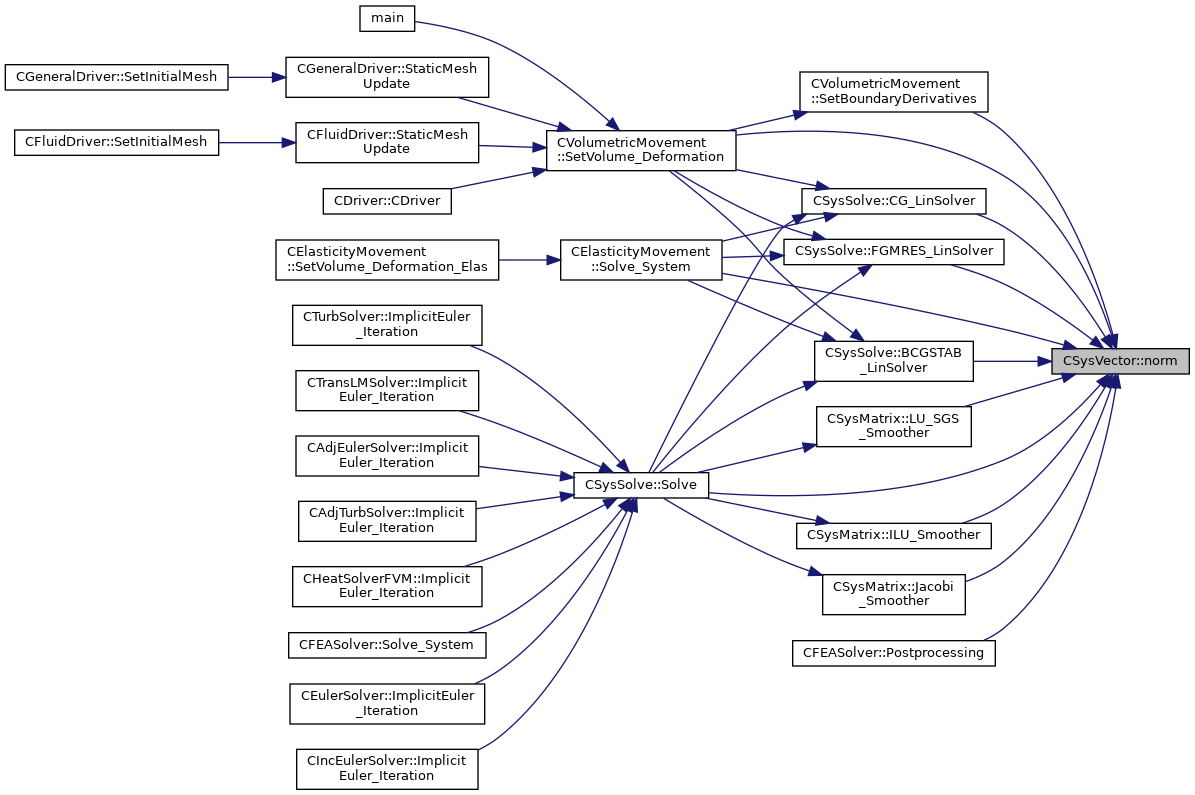 main
CGeneralDriver::SetInitialMesh
CGeneralDriver::StaticMesh
Update
CFluidDriver::SetInitialMesh
CFluidDriver::StaticMesh
Update
CDriver::CDriver
CElasticityMovement
::SetVolume_Deformation_Elas
CTurbSolver::ImplicitEuler
_Iteration
CTransLMSolver::Implicit
Euler_Iteration
CAdjEulerSolver::Implicit
Euler_Iteration
CAdjTurbSolver::Implicit
Euler_Iteration
CHeatSolverFVM::Implicit
Euler_Iteration
CFEASolver::Solve_System
CEulerSolver::ImplicitEuler
_Iteration
CIncEulerSolver::Implicit
Euler_Iteration
CVolumetricMovement
::SetVolume_Deformation
CElasticityMovement
::Solve_System
CSysSolve::Solve
CVolumetricMovement
::SetBoundaryDerivatives
CSysSolve::CG_LinSolver
CSysSolve::FGMRES_LinSolver
CSysSolve::BCGSTAB
_LinSolver
CSysMatrix::LU_SGS
_Smoother
CSysMatrix::ILU_Smoother
CSysMatrix::Jacobi
_Smoother
CFEASolver::Postprocessing
CSysVector::norm